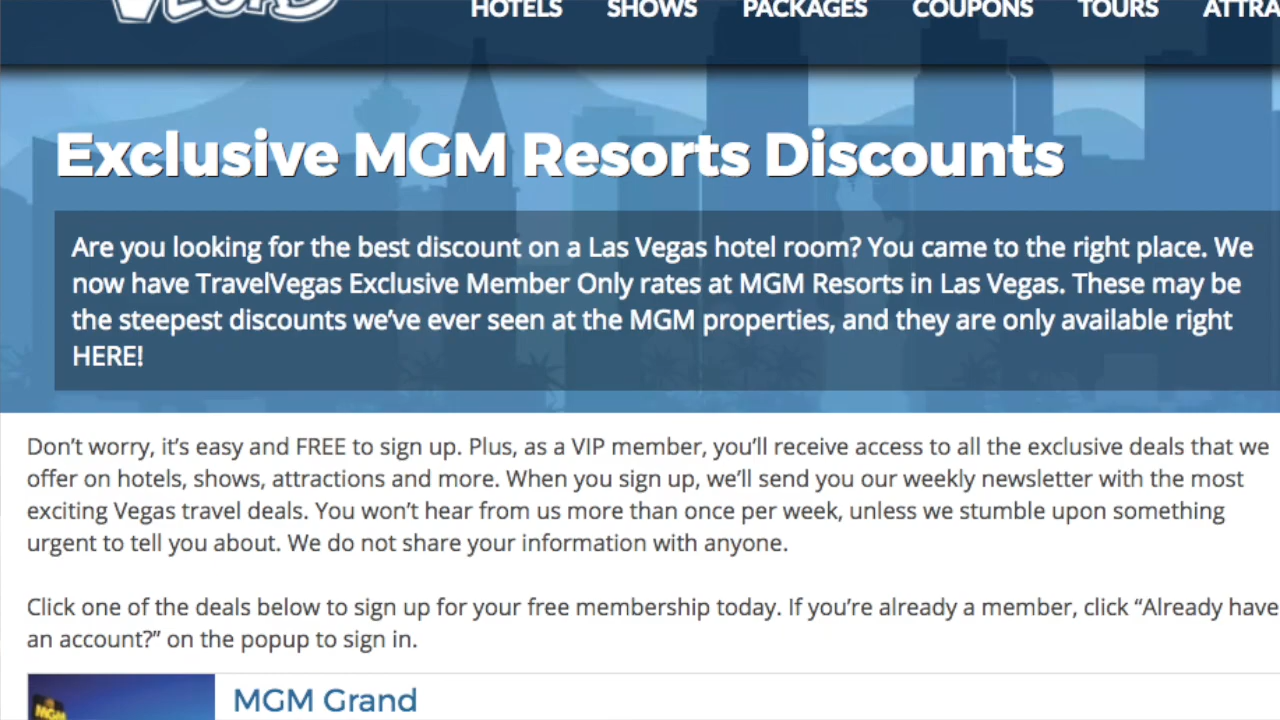 VEGAS
HOTELS SHOWS PACKAGES COUPONS TOURS ATTRA
Exclusive MGM Resorts Discounts
Are you looking for the best discount on a Las Vegas hotel room? You came to the right place. We
now have TravelVegas Exclusive Member Only rates at MGM Resorts in Las Vegas. These may be
the steepest discounts we’ve ever seen at the MGM properties, and they are only available right
HERE!
Don’t worry, it’s easy and FREE to sign up. Plus, as a VIP member, you’ll receive access to all the exclusive deals that we
offer on hotels, shows, attractions and more. When you sign up, we’ll send you our weekly newsletter with the most
exciting Vegas travel deals. You won’t hear from us more than once per week, unless we stumble upon something
urgent to tell you about. We do not share your information with anyone.
Click one of the deals below to sign up for your free membership today. If you’re already a member, click “Already have
an account?” on the popup to sign in.
MGM
MGM Grand